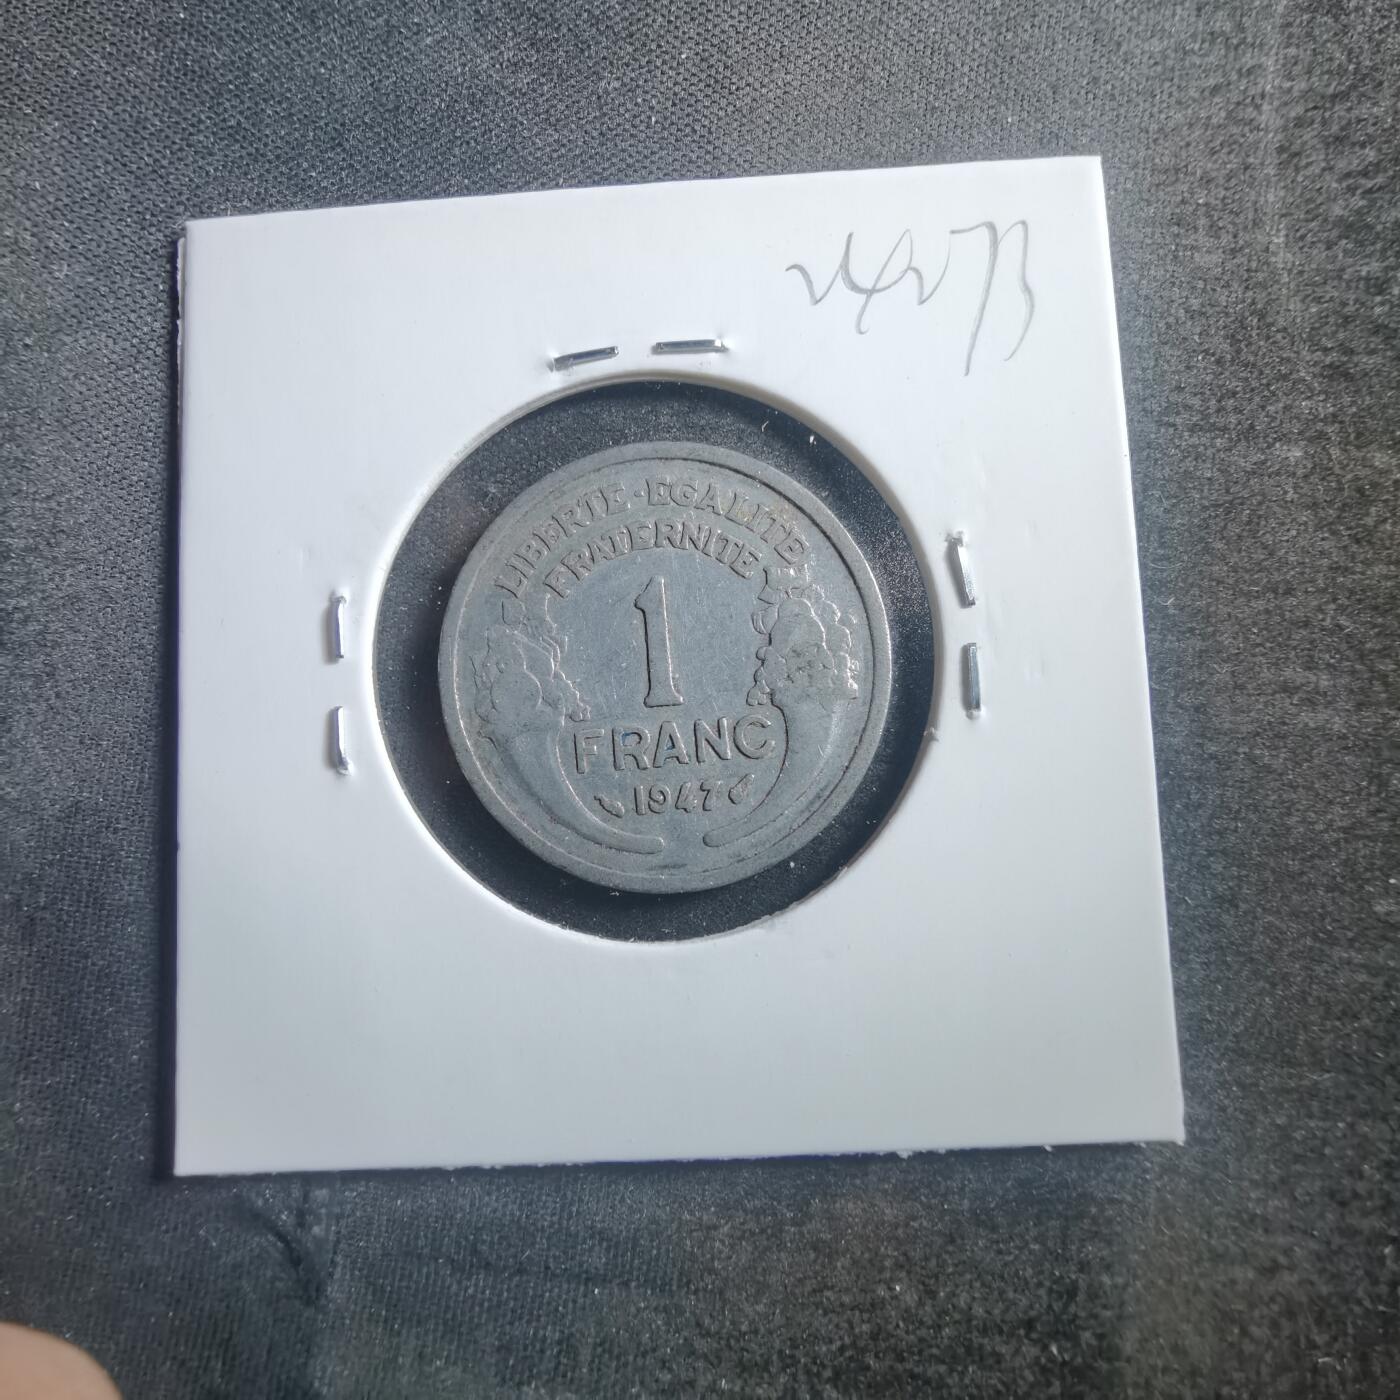 LIBERTE·EGALITE
FRATERNITE
1
FRANC
1947